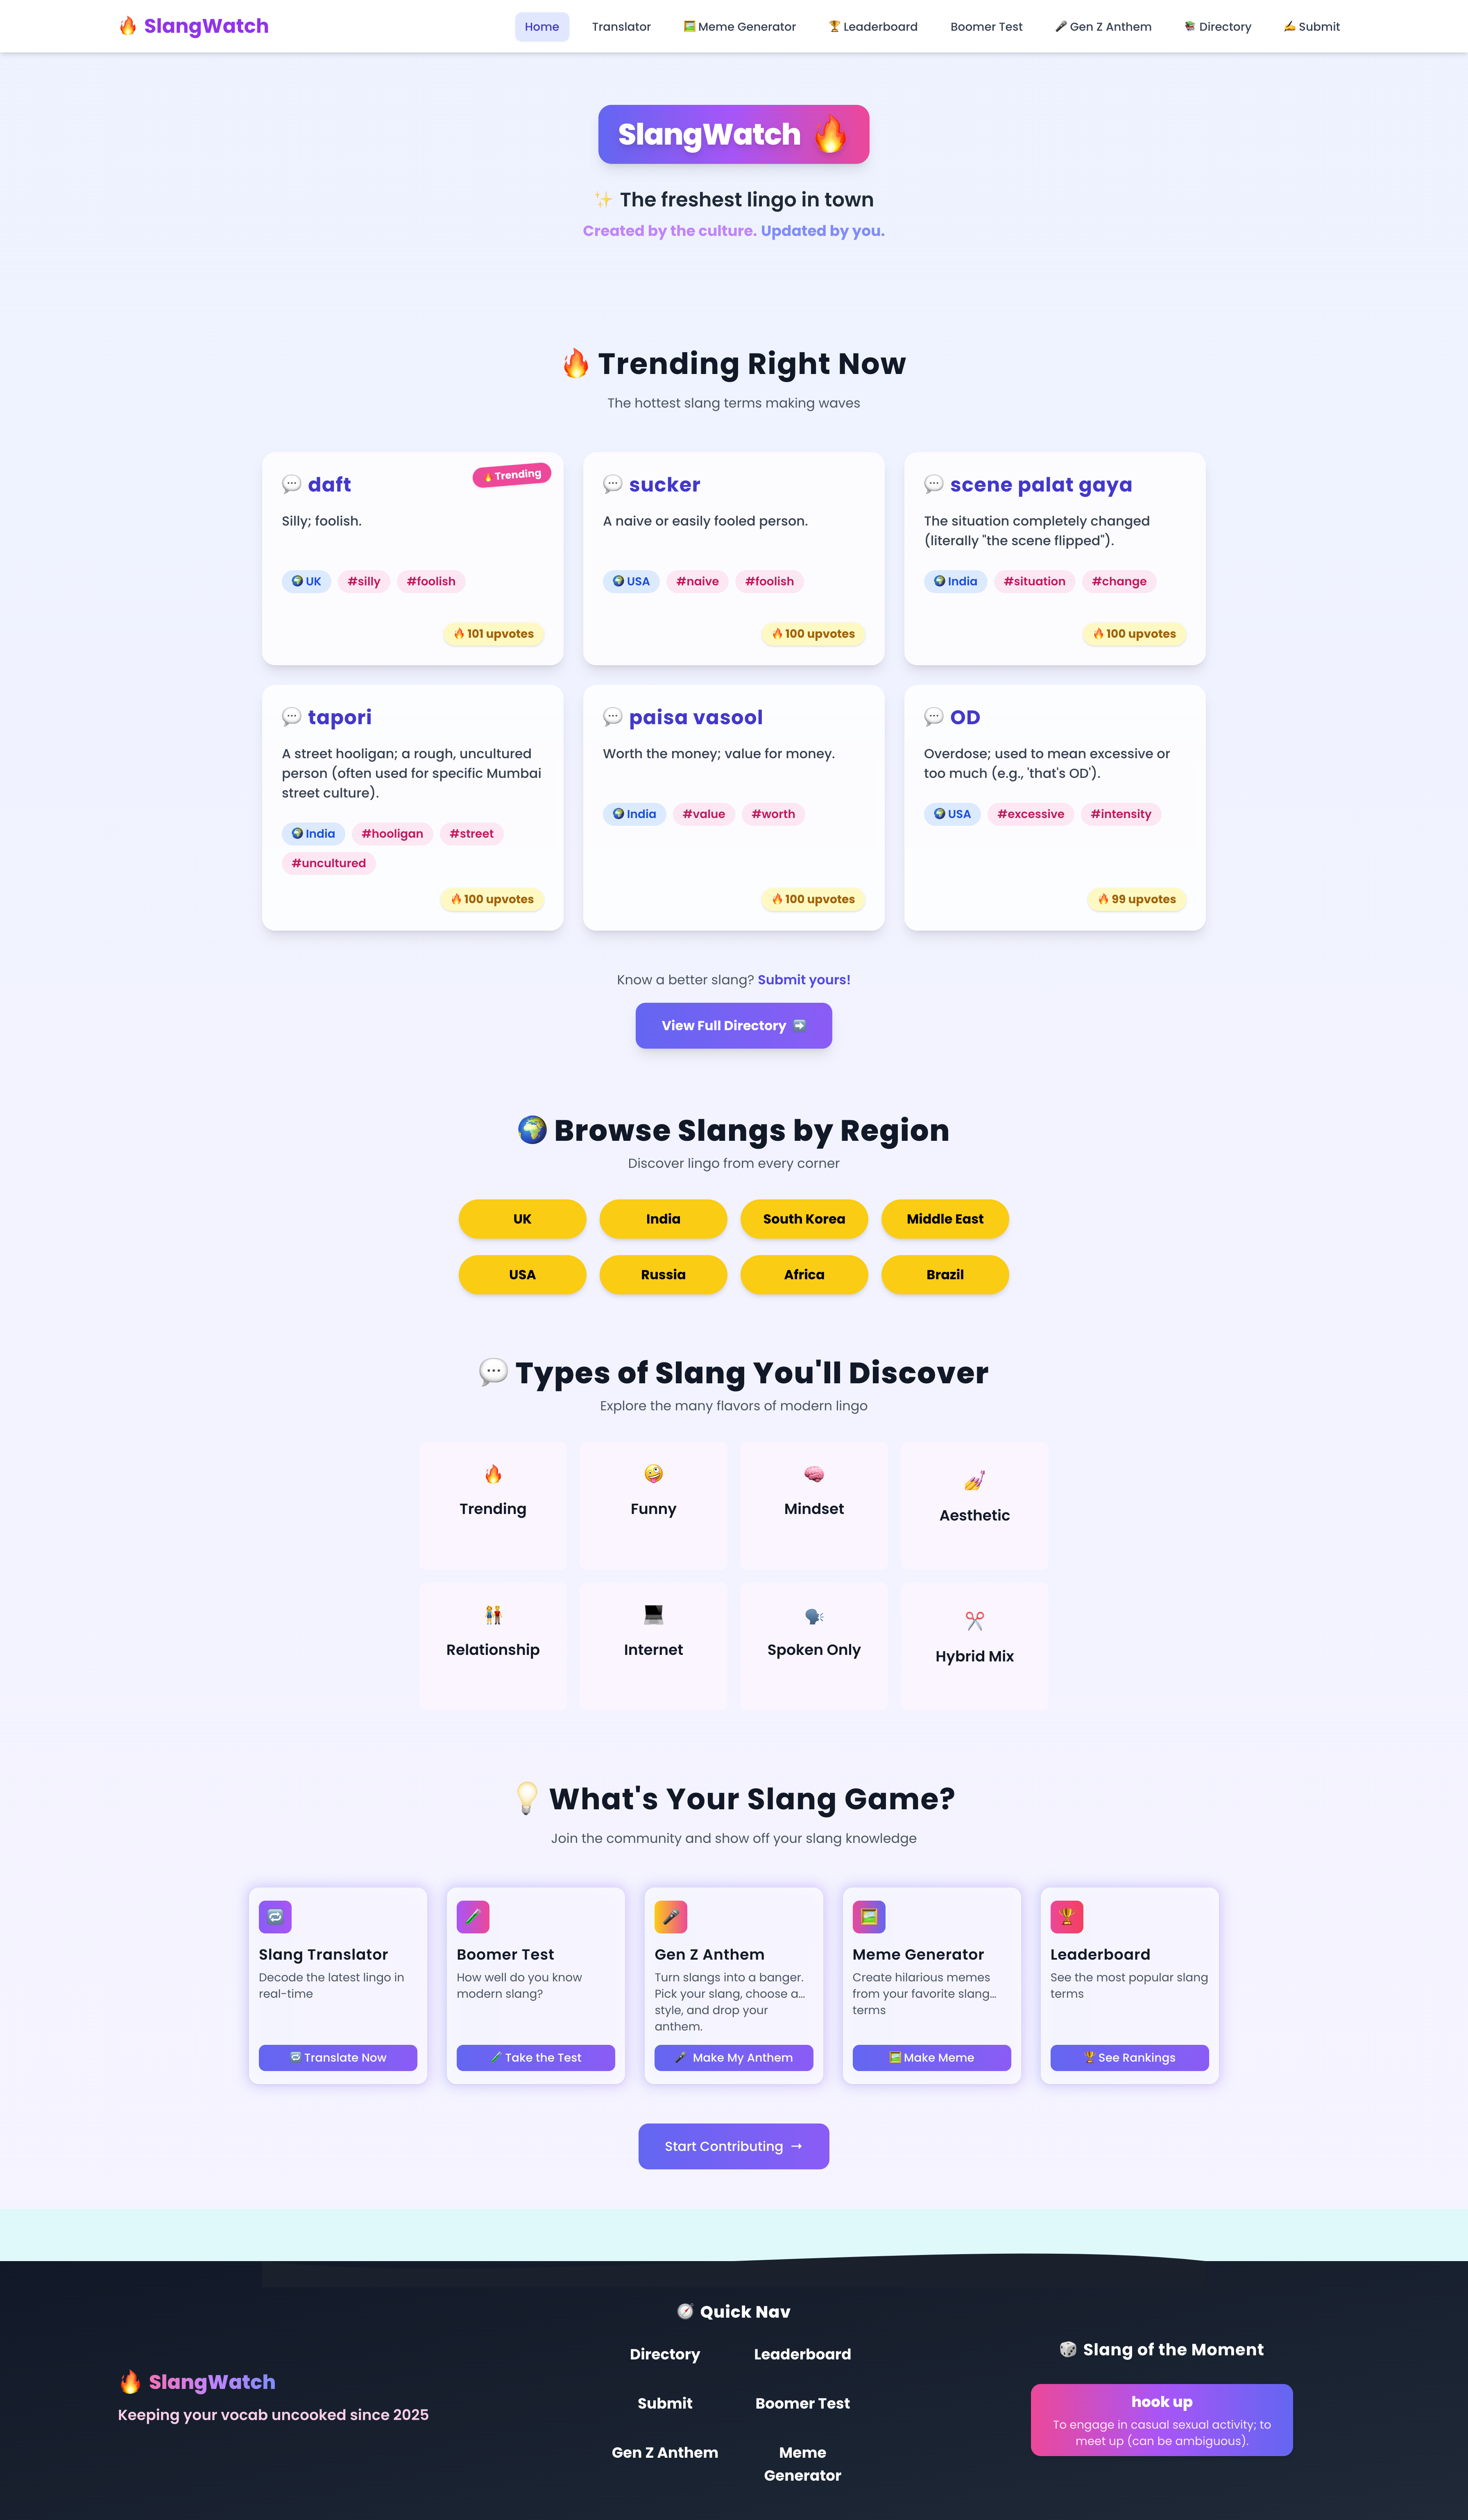 🔥 SlangWatch
Home
Translator
🖼️ Meme Generator
🏆 Leaderboard
Boomer Test
🎤 Gen Z Anthem
📚 Directory
✍️ Submit
SlangWatch 🔥
✨ The freshest lingo in town
Created by the culture. Updated by you.
🔥 Trending Right Now
The hottest slang terms making waves
💬 daft
🔥 Trending
Silly; foolish.
🌍 UK #silly #foolish
🔥 101 upvotes
💬 sucker
A naive or easily fooled person.
🌍 USA #naive #foolish
🔥 100 upvotes
💬 scene palat gaya
The situation completely changed
(literally "the scene flipped").
🌍 India #situation #change
🔥 100 upvotes
💬 tapori
A street hooligan; a rough, uncultured
person (often used for specific Mumbai
street culture).
🌍 India #hooligan #street
#uncultured
🔥 100 upvotes
💬 paisa vasool
Worth the money; value for money.
🌍 India #value #worth
🔥 100 upvotes
💬 OD
Overdose; used to mean excessive or
too much (e.g., 'that's OD').
🌍 USA #excessive #intensity
🔥 99 upvotes
Know a better slang? Submit yours!
View Full Directory ➡️
🌍 Browse Slangs by Region
Discover lingo from every corner
UK
India
South Korea
Middle East
USA
Russia
Africa
Brazil
💬 Types of Slang You'll Discover
Explore the many flavors of modern lingo
Trending
Funny
Mindset
Aesthetic
Relationship
Internet
Spoken Only
Hybrid Mix
💡 What's Your Slang Game?
Join the community and show off your slang knowledge
Slang Translator
Decode the latest lingo in
real-time
🔁 Translate Now
Boomer Test
How well do you know
modern slang?
🧪 Take the Test
Gen Z Anthem
Turn slangs into a banger.
Pick your slang, choose a...
style, and drop your
anthem.
🎤 Make My Anthem
Meme Generator
Create hilarious memes
from your favorite slang...
terms
🖼️ Make Meme
Leaderboard
See the most popular slang
terms
🏆 See Rankings
Start Contributing →
🔥 SlangWatch
Keeping your vocab uncooked since 2025
🧭 Quick Nav
Directory
Leaderboard
Submit
Boomer Test
Gen Z Anthem
Meme
Generator
🎲 Slang of the Moment
hook up
To engage in casual sexual activity; to
meet up (can be ambiguous).